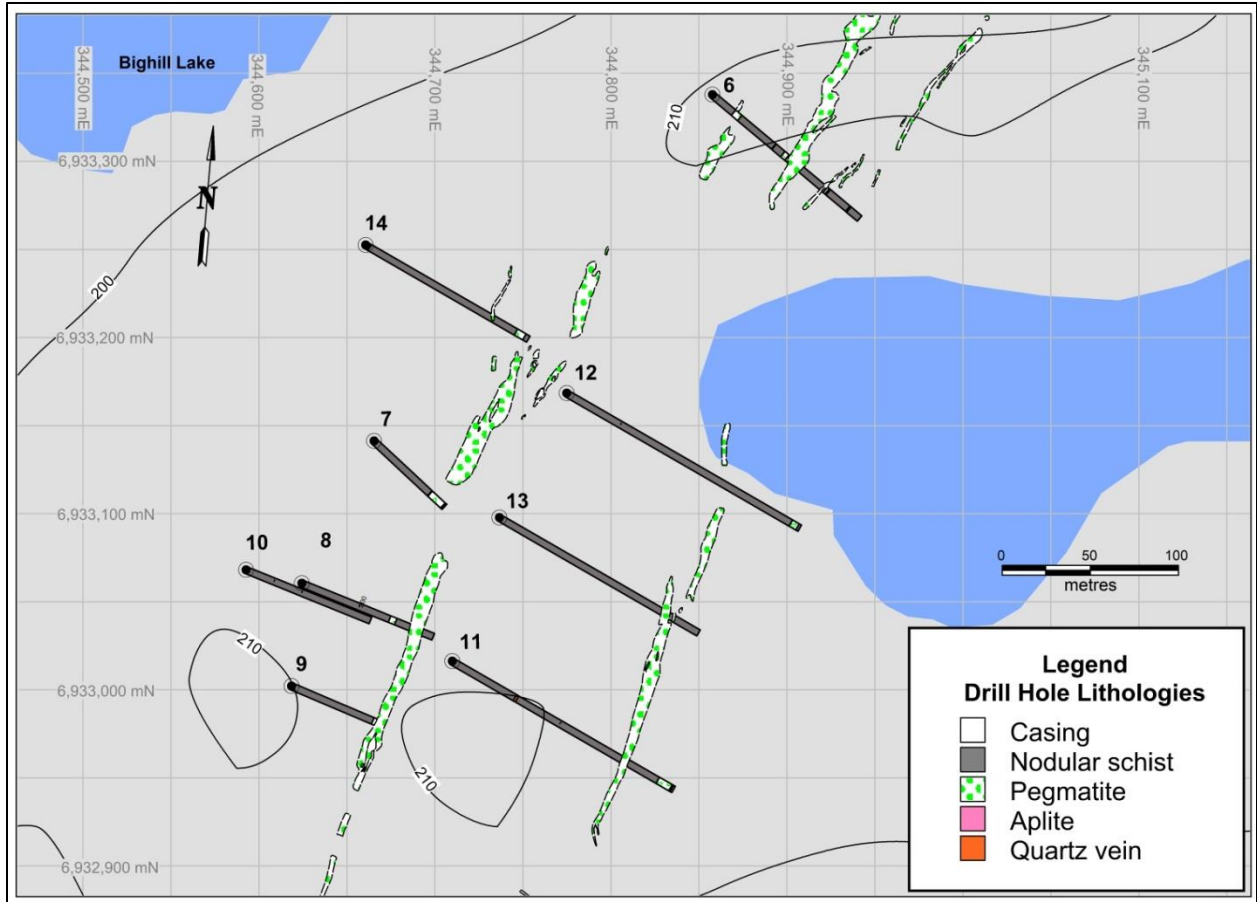 Bighill Lake
344,500 mE
344,600 mE
344,700 mE
344,800 mE
344,900 mE
345,100 mE
6
210
6,933,300 mN
N
14
200
6,933,200 mN
12
7
13
6,933,100 mN
10
8
0 50 100
metres
210
9
11
6,933,000 mN
210
6,932,900 mN
Legend
Drill Hole Lithologies
Casing
Nodular schist
Pegmatite
Aplite
Quartz vein